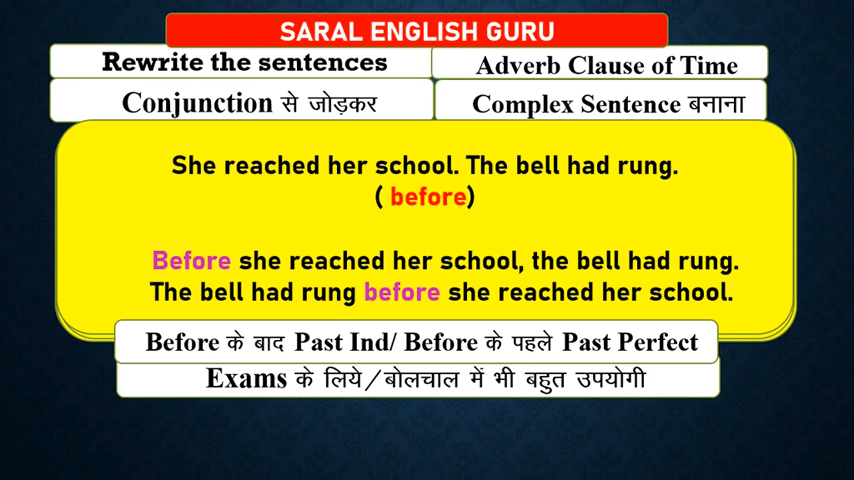 SARAL ENGLISH GURU
Rewrite the sentences
Adverb Clause of Time
Conjunction से जोड़कर
Complex Sentence बनाना
She reached her school. The bell had rung.
( before)
Before she reached her school, the bell had rung.
The bell had rung before she reached her school.
Before के बाद Past Ind/ Before के पहले Past Perfect
Exams के लिये/बोलचाल में भी बहुत उपयोगी